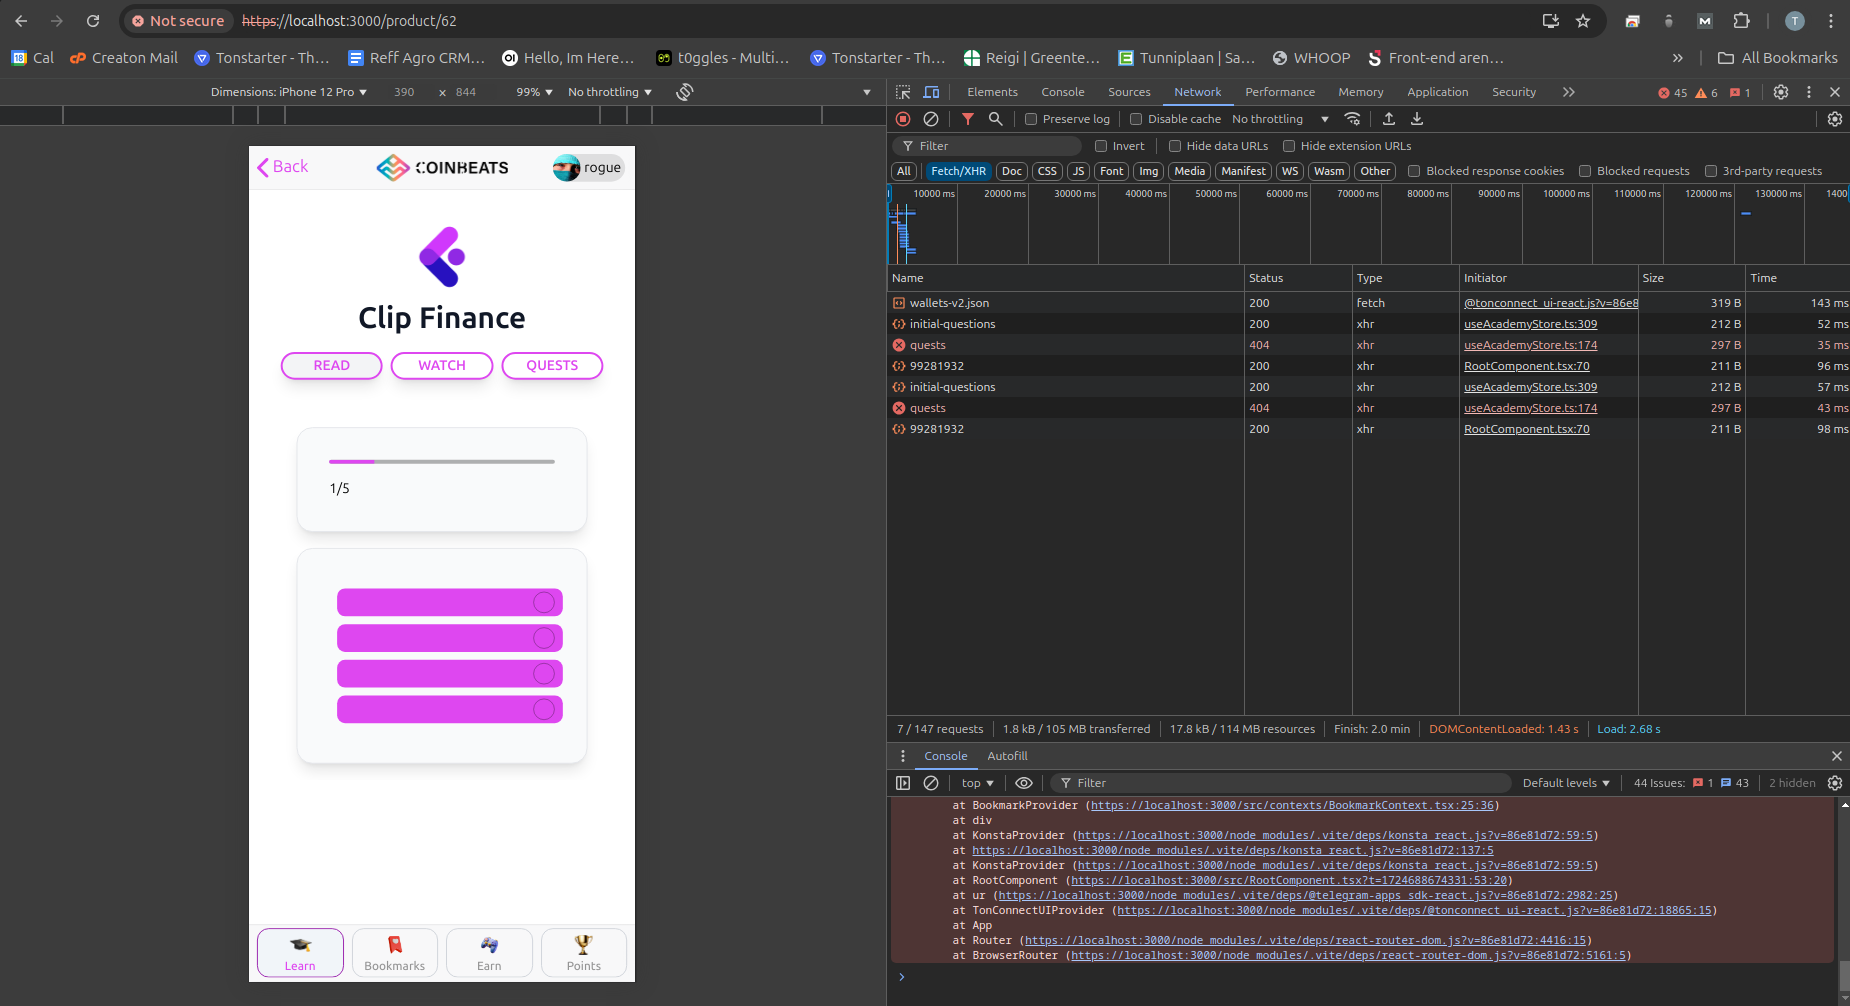 Not secure https://localhost:3000/product/62
Cal Creaton Mail Tonstarter - Th... Reff Agro CRM... Hello, Im Here... t0ggles - Multi... Tonstarter - Th... Reigi | Greente... Tunniplaan | Sa... WHOOP Front-end aren... » All Bookmarks
Dimensions: iPhone 12 Pro 390 x 844 99% No throttling
Elements Console Sources Network Performance Memory Application Security 45 6 1
Preserve log Disable cache No throttling
Filter Invert Hide data URLs Hide extension URLs
All Fetch/XHR Doc CSS JS Font Img Media Manifest WS Wasm Other Blocked response cookies Blocked requests 3rd-party requests
10000 ms 20000 ms 30000 ms 40000 ms 50000 ms 60000 ms 70000 ms 80000 ms 90000 ms 100000 ms 110000 ms 120000 ms 130000 ms 1400
Name Status Type Initiator Size Time
wallets-v2.json 200 fetch @tonconnect_ui-react.js?v=86e8 319 B 143 ms
initial-questions 200 xhr useAcademyStore.ts:309 212 B 52 ms
quests 404 xhr useAcademyStore.ts:174 297 B 35 ms
99281932 200 xhr RootComponent.tsx:70 211 B 96 ms
initial-questions 200 xhr useAcademyStore.ts:309 212 B 57 ms
quests 404 xhr useAcademyStore.ts:174 297 B 43 ms
99281932 200 xhr RootComponent.tsx:70 211 B 98 ms
7 / 147 requests 1.8 kB / 105 MB transferred 17.8 kB / 114 MB resources Finish: 2.0 min DOMContentLoaded: 1.43 s Load: 2.68 s
Console Autofill
top Filter Default levels 44 Issues: 1 43 2 hidden
at BookmarkProvider (https://localhost:3000/src/contexts/BookmarkContext.tsx:25:36)
at div
at KonstaProvider (https://localhost:3000/node_modules/.vite/deps/konsta_react.js?v=86e81d72:59:5)
at https://localhost:3000/node_modules/.vite/deps/konsta_react.js?v=86e81d72:137:5
at KonstaProvider (https://localhost:3000/node_modules/.vite/deps/konsta_react.js?v=86e81d72:59:5)
at RootComponent (https://localhost:3000/src/RootComponent.tsx?t=1724688674331:53:20)
at ur (https://localhost:3000/node_modules/.vite/deps/@telegram-apps_sdk-react.js?v=86e81d72:2982:25)
at TonConnectUIProvider (https://localhost:3000/node_modules/.vite/deps/@tonconnect_ui-react.js?v=86e81d72:18865:15)
at App
at Router (https://localhost:3000/node_modules/.vite/deps/react-router-dom.js?v=86e81d72:4416:15)
at BrowserRouter (https://localhost:3000/node_modules/.vite/deps/react-router-dom.js?v=86e81d72:5161:5)
Back COINBEATS rogue
Clip Finance
READ WATCH QUESTS
1/5
Learn Bookmarks Earn Points